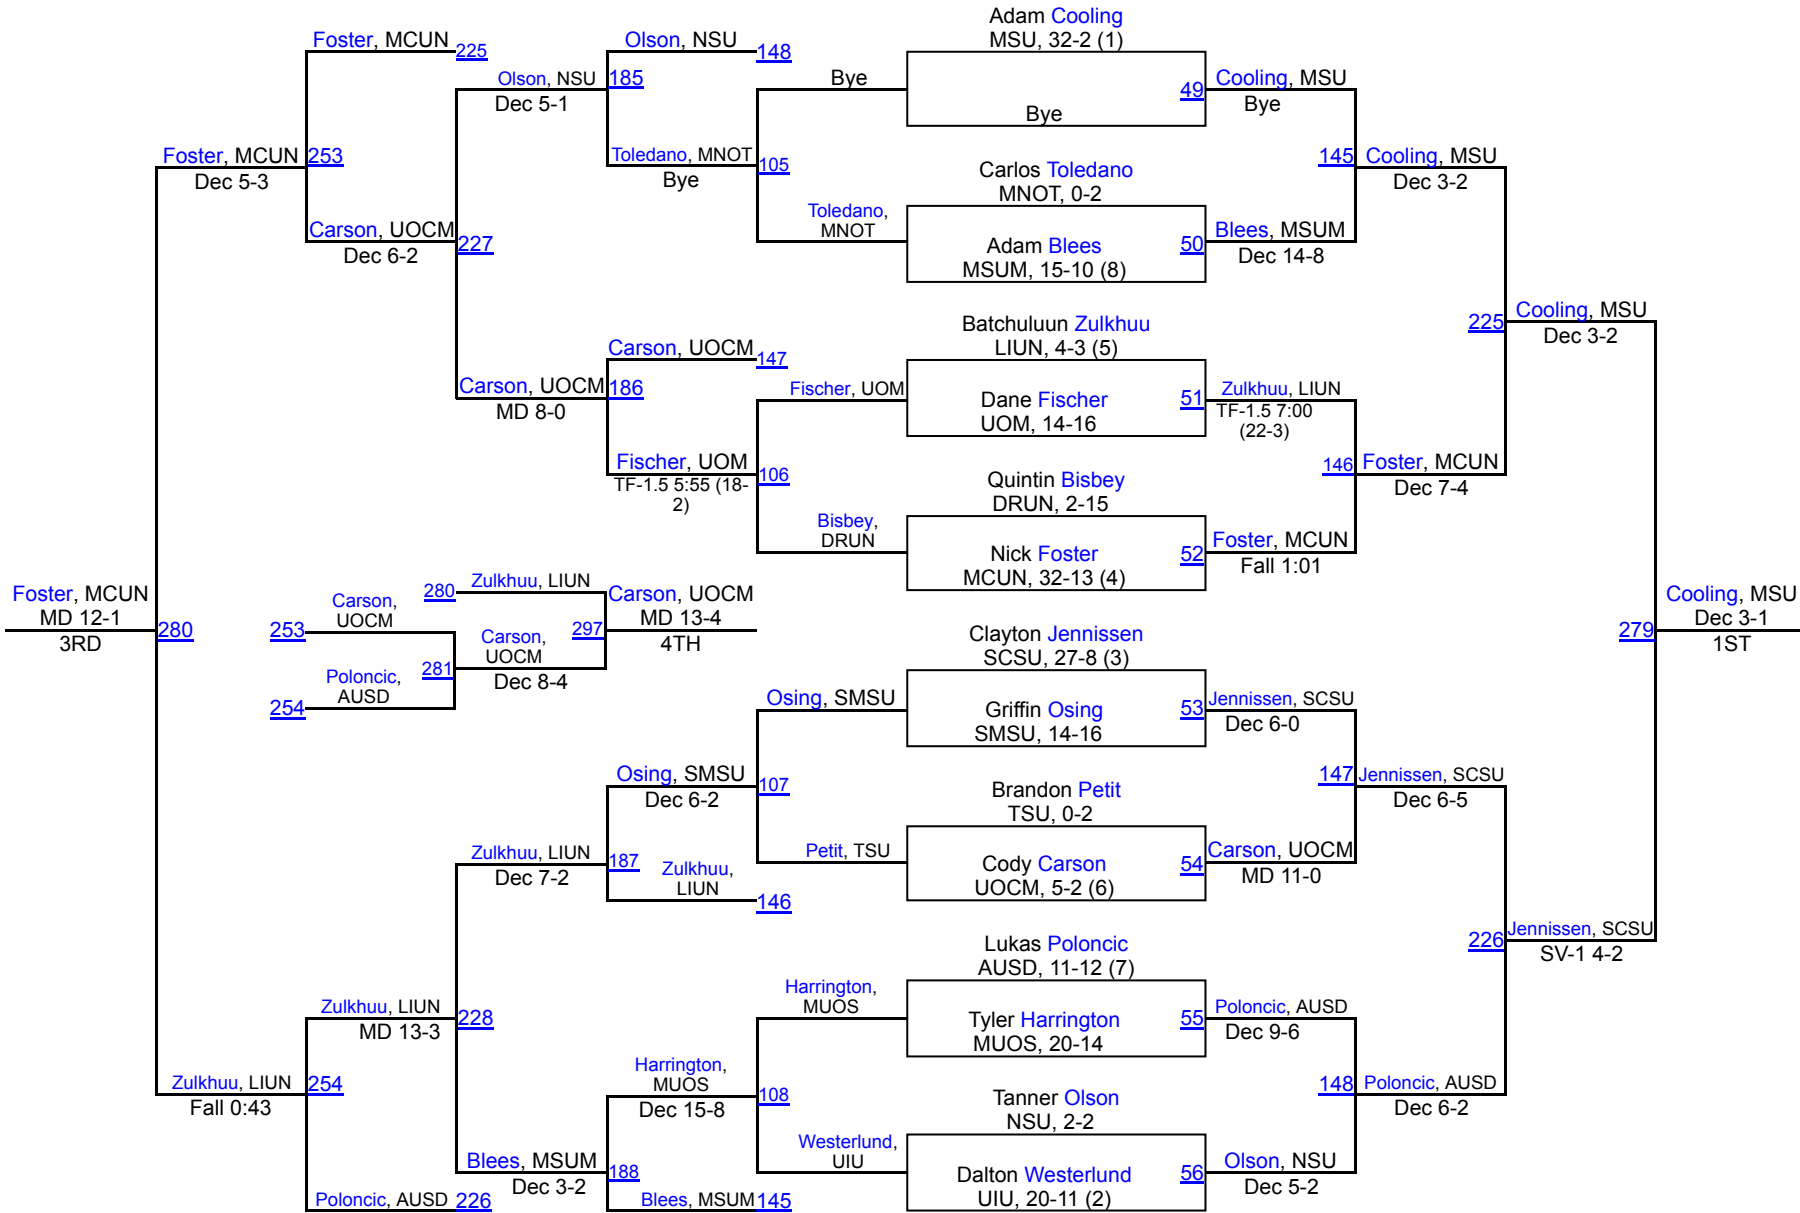 Adam Cooling
MSU, 32-2 (1)
Foster, MCUN
225
Olson, NSU
148
Olson, NSU
185
Dec 5-1
Bye
49
Cooling, MSU
Bye
Bye
Foster, MCUN
253
Dec 5-3
Toledano, MNOT
105
Bye
Carlos Toledano
MNOT, 0-2
145
Cooling, MSU
Dec 3-2
Carson, UOCM
227
Dec 6-2
Toledano,
MNOT
Adam Blees
MSUM, 15-10 (8)
50
Blees, MSUM
Dec 14-8
Batchuluun Zulkhuu
LIUN, 4-3 (5)
225
Cooling, MSU
Dec 3-2
Carson, UOCM
147
Carson, UOCM
186
MD 8-0
Fischer, UOM
Dane Fischer
UOM, 14-16
51
Zulkhuu, LIUN
TF-1.5 7:00
(22-3)
Fischer, UOM
106
TF-1.5 5:55 (18-
2)
Quintin Bisbey
DRUN, 2-15
146
Foster, MCUN
Dec 7-4
Bisbey,
DRUN
Nick Foster
MCUN, 32-13 (4)
52
Foster, MCUN
Fall 1:01
Foster, MCUN
MD 12-1
3RD
280
253
Carson,
UOCM
280
Zulkhuu, LIUN
Carson, UOCM
MD 13-4
4TH
297
Carson,
UOCM
Dec 8-4
281
Poloncic,
AUSD
254
Clayton Jennissen
SCSU, 27-8 (3)
279
Cooling, MSU
Dec 3-1
1ST
Osing, SMSU
Griffin Osing
SMSU, 14-16
53
Jennissen, SCSU
Dec 6-0
Osing, SMSU
107
Dec 6-2
Brandon Petit
TSU, 0-2
147
Jennissen, SCSU
Dec 6-5
Zulkhuu, LIUN
187
Dec 7-2
Zulkhuu,
LIUN
146
Petit, TSU
Cody Carson
UOCM, 5-2 (6)
54
Carson, UOCM
MD 11-0
Lukas Poloncic
AUSD, 11-12 (7)
226
Jennissen, SCSU
SV-1 4-2
Zulkhuu, LIUN
228
MD 13-3
Harrington,
MUOS
Tyler Harrington
MUOS, 20-14
55
Poloncic, AUSD
Dec 9-6
Zulkhuu, LIUN
254
Fall 0:43
Harrington,
MUOS
108
Dec 15-8
Tanner Olson
NSU, 2-2
148
Poloncic, AUSD
Dec 6-2
Westerlund,
UIU
Dalton Westerlund
UIU, 20-11 (2)
56
Olson, NSU
Dec 5-2
Blees, MSUM
188
Dec 3-2
Poloncic, AUSD
226
Blees, MSUM
145